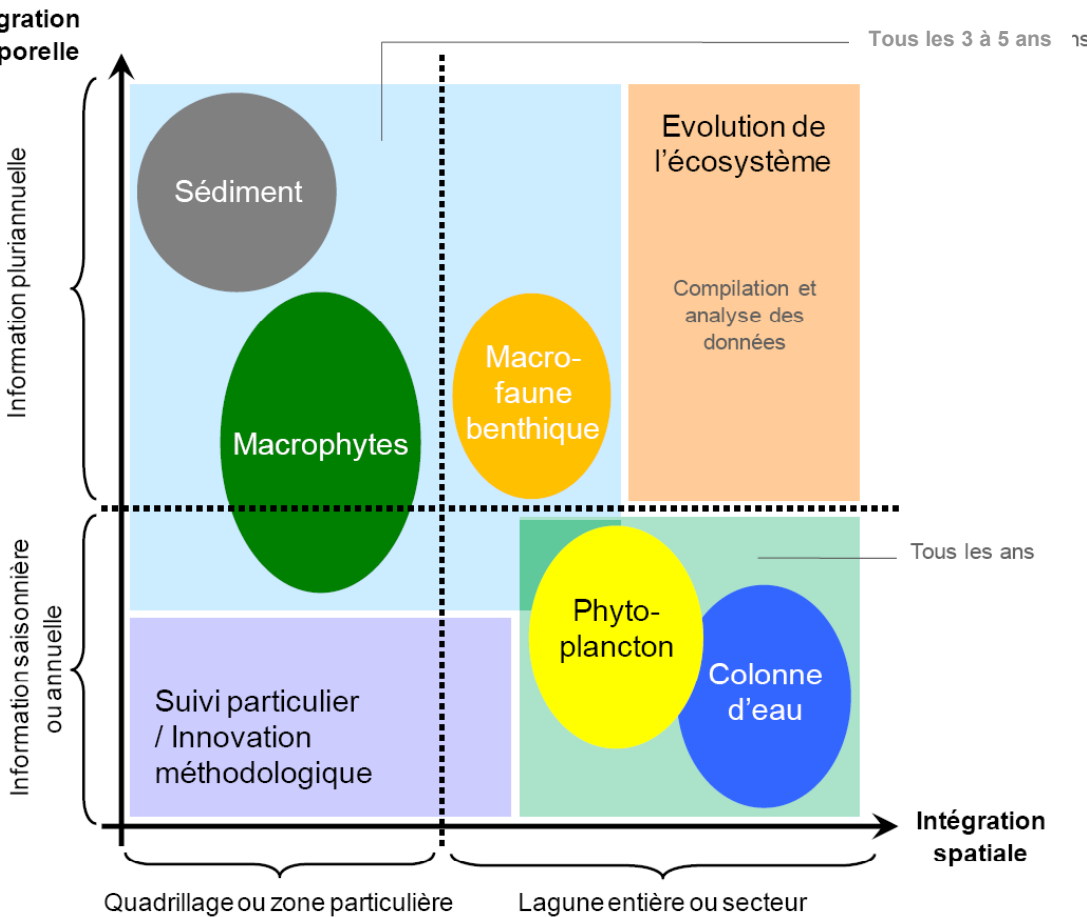 gration
porelle
Tous les 3 à 5 ans
ns
Evolution de
l'écosystème
Sédiment
Information pluriannuelle
Compilation et
analyse des
données
Macro-
faune
benthique
Macrophytes
Information saisonnière
ou annuelle
Tous les ans
Phyto-
plancton
Colonne
d'eau
Suivi particulier
/ Innovation
méthodologique
Intégration
spatiale
Quadrillage ou zone particulière
Lagune entière ou secteur